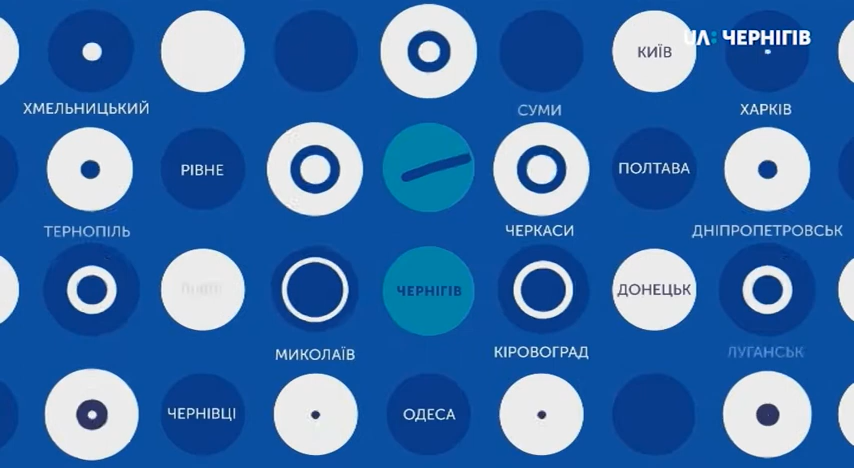 UA: ЧЕРНІГІВ
КИЇВ
ХМЕЛЬНИЦЬКИЙ
СУМИ
ХАРКІВ
РІВНЕ
ПОЛТАВА
ТЕРНОПІЛЬ
ЧЕРКАСИ
ДНІПРОПЕТРОВСЬК
ЧЕРНІГІВ
ДОНЕЦЬК
МИКОЛАЇВ
КІРОВОГРАД
ЛУГАНСЬК
ЧЕРНІВЦІ
ОДЕСА